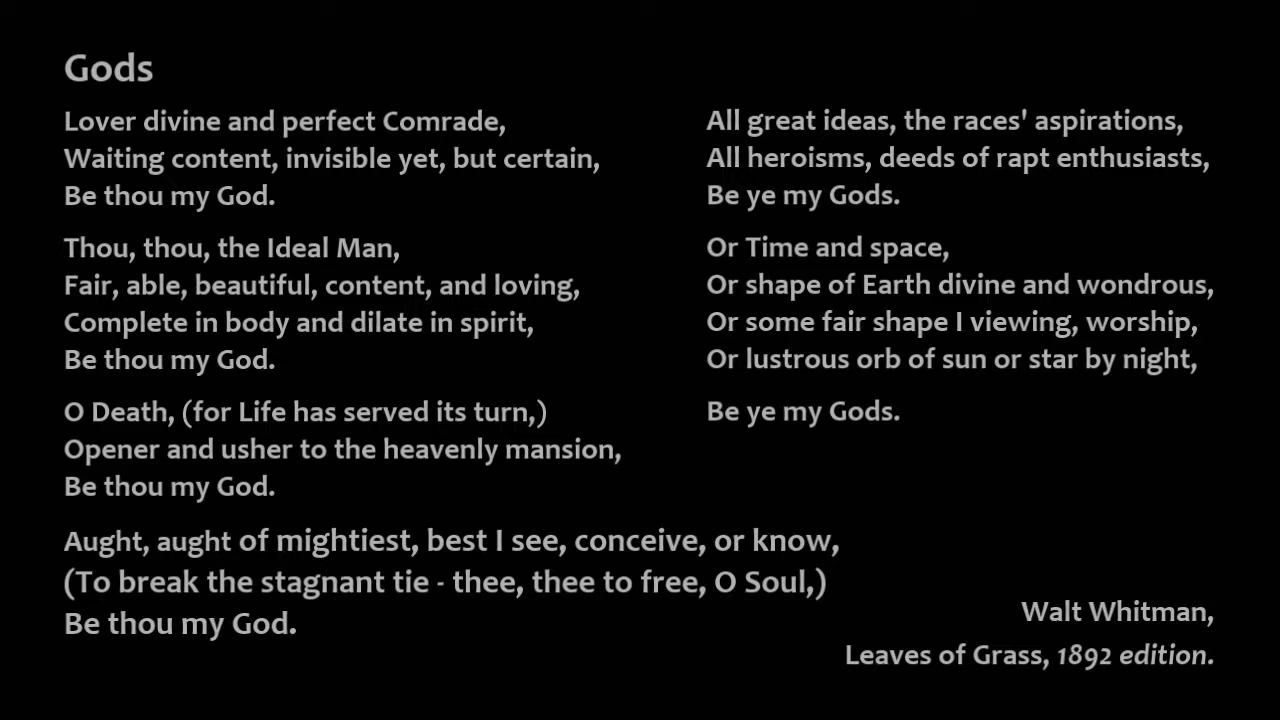 Gods
Lover divine and perfect Comrade,
Waiting content, invisible yet, but certain,
Be thou my God.
Thou, thou, the Ideal Man,
Fair, able, beautiful, content, and loving,
Complete in body and dilate in spirit,
Be thou my God.
O Death, (for Life has served its turn,)
Opener and usher to the heavenly mansion,
Be thou my God.
Aught, aught of mightiest, best I see, conceive, or know,
(To break the stagnant tie - thee, thee to free, O Soul,)
Be thou my God.
All great ideas, the races' aspirations,
All heroisms, deeds of rapt enthusiasts,
Be ye my Gods.
Or Time and space,
Or shape of Earth divine and wondrous,
Or some fair shape I viewing, worship,
Or lustrous orb of sun or star by night,
Be ye my Gods.
Walt Whitman,
Leaves of Grass, 1892 edition.